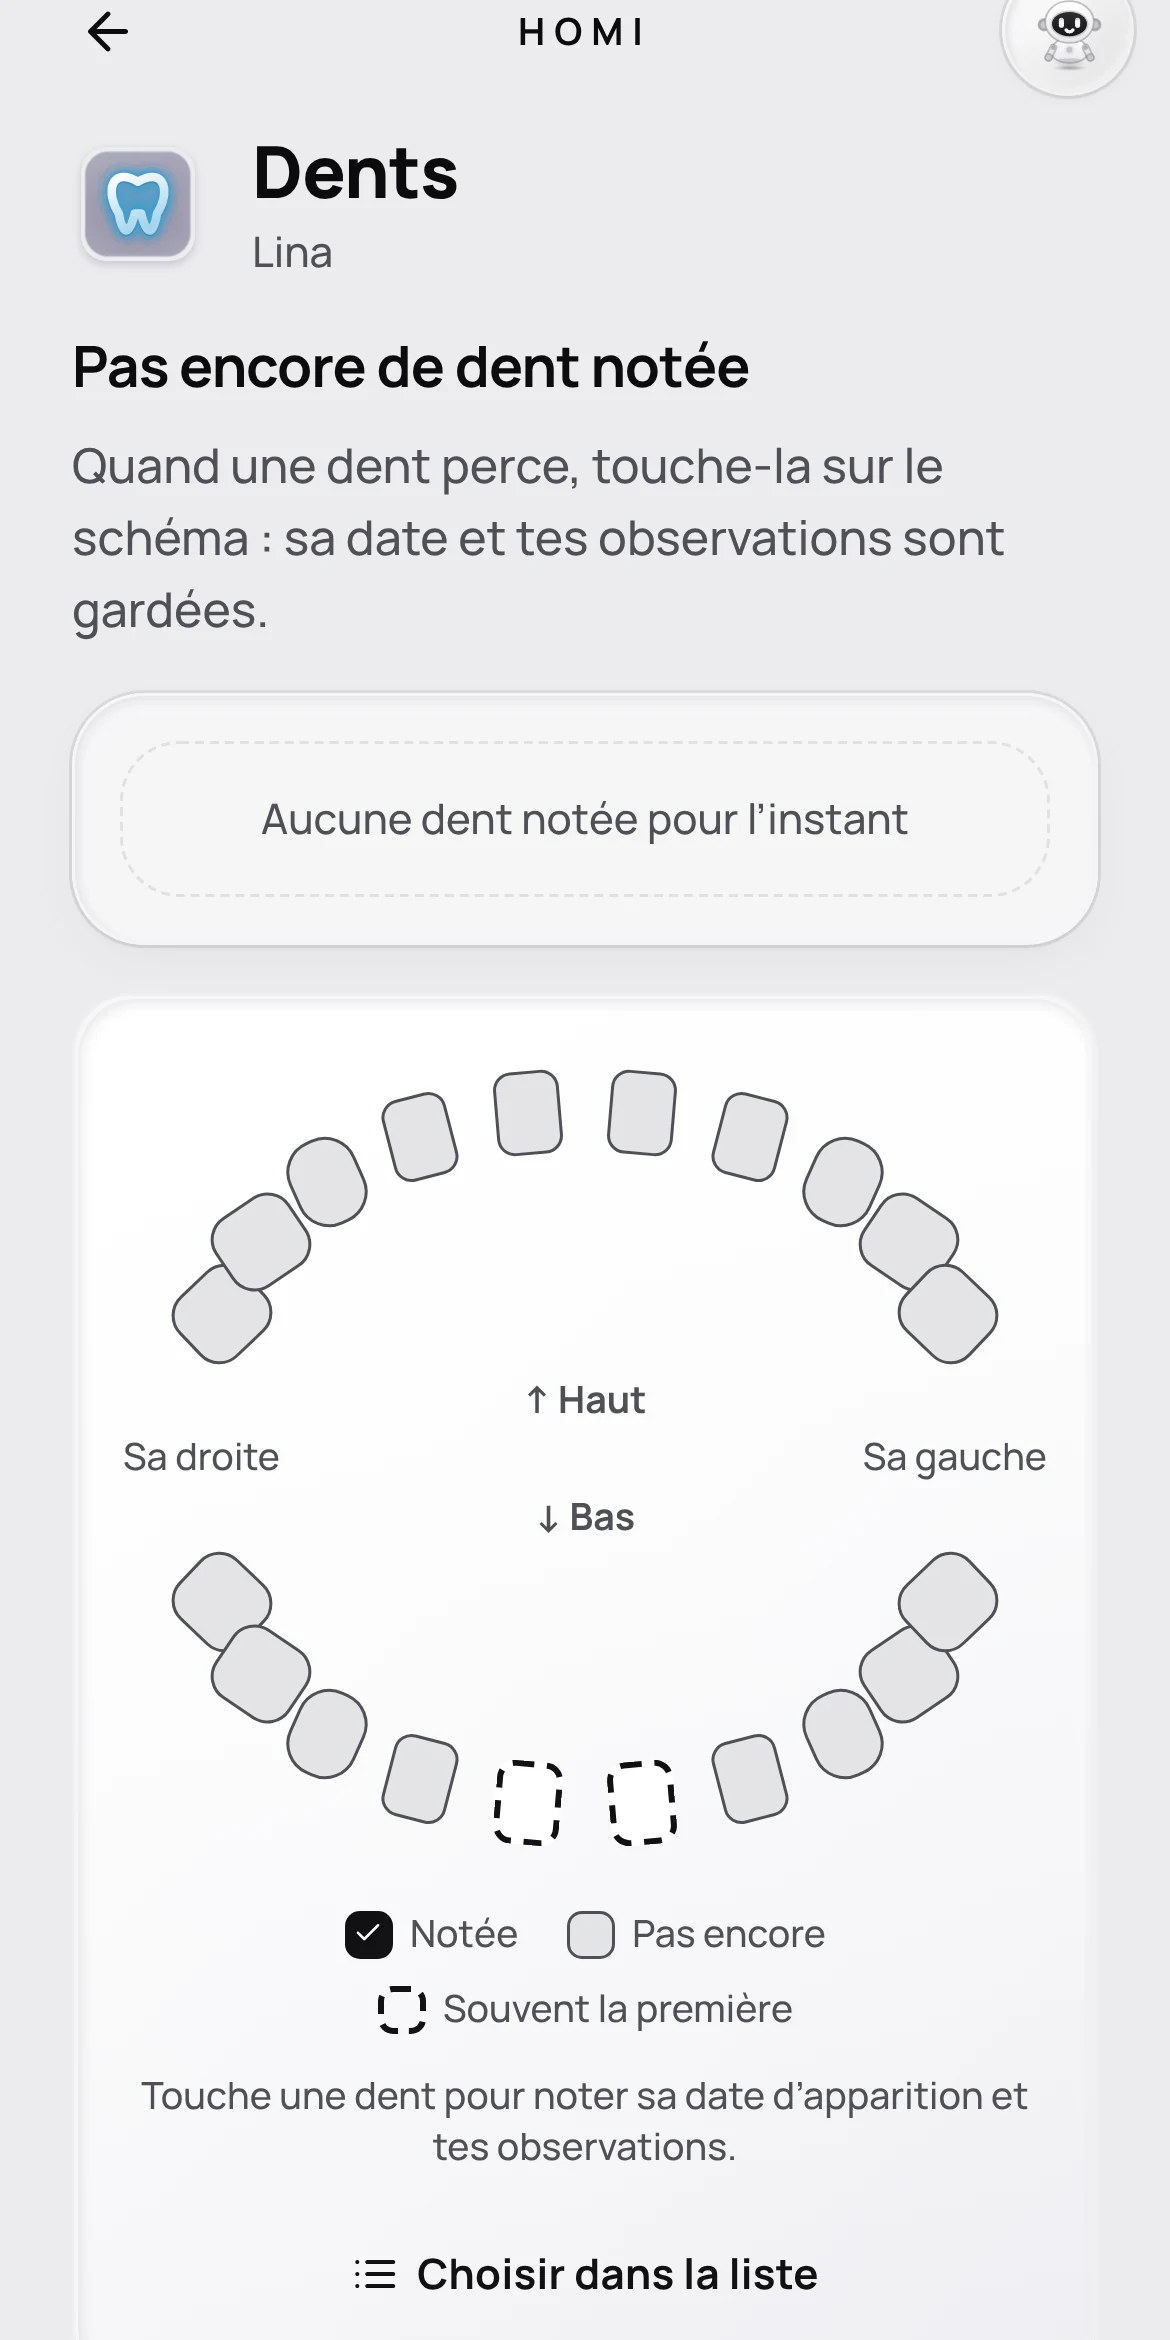 HOMI
Dents
Lina
Pas encore de dent notée
Quand une dent perce, touche-la sur le
schéma : sa date et tes observations sont
gardées.
Aucune dent notée pour l’instant
↑ Haut
Sa droite
Sa gauche
↓ Bas
Notée
Pas encore
Souvent la première
Touche une dent pour noter sa date d’apparition et
tes observations.
Choisir dans la liste